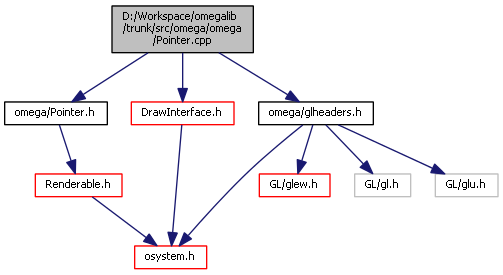 D:/Workspace/omegalib
/trunk/src/omega/omega
/Pointer.cpp
omega/Pointer.h
DrawInterface.h
omega/glheaders.h
Renderable.h
GL/glew.h
GL/gl.h
GL/glu.h
osystem.h